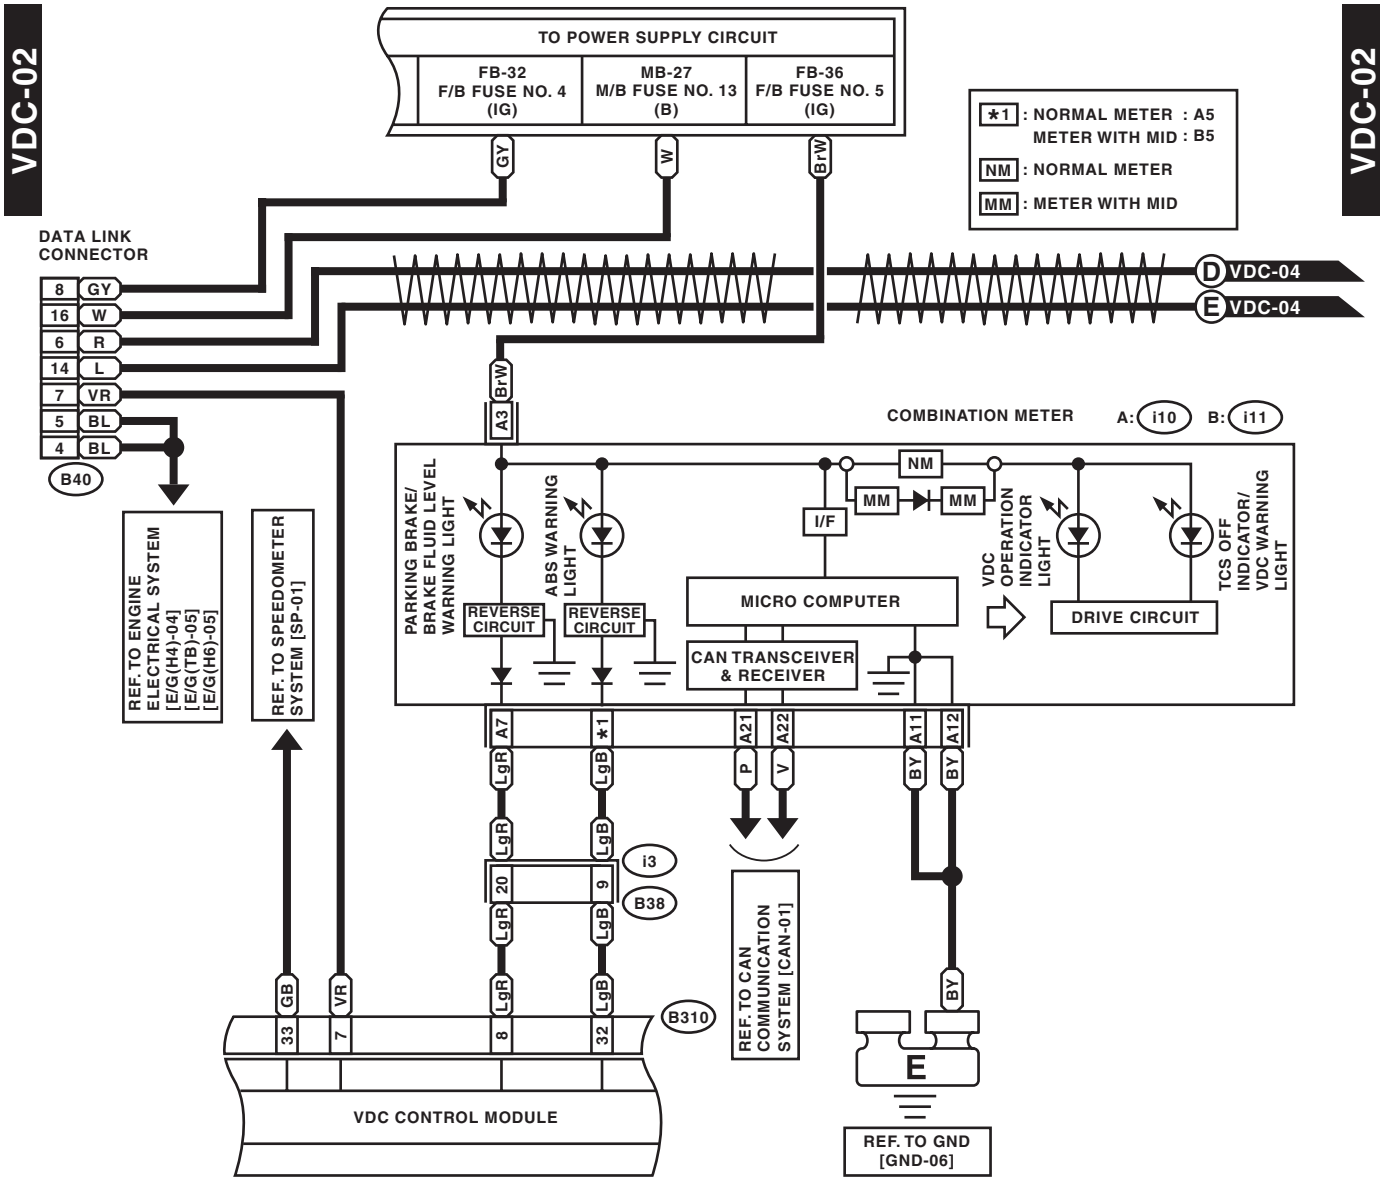 VDC-02
VDC-02
TO POWER SUPPLY CIRCUIT
FB-32
F/B FUSE NO. 4
(IG)
MB-27
M/B FUSE NO. 13
(B)
FB-36
F/B FUSE NO. 5
(IG)
GY
W
BrW
*1 : NORMAL METER : A5
METER WITH MID : B5
NM : NORMAL METER
MM : METER WITH MID
DATA LINK
CONNECTOR
8 GY
16 W
6 R
14 L
7 VR
5 BL
4 BL
B40
D VDC-04
E VDC-04
BrW
A3
COMBINATION METER A: i10 B: i11
PARKING BRAKE/
BRAKE FLUID LEVEL
WARNING LIGHT
ABS WARNING
LIGHT
NM
MM MM
I/F
VDC
OPERATION
INDICATOR
LIGHT
TCS OFF
INDICATOR/
VDC WARNING
LIGHT
REVERSE
CIRCUIT
REVERSE
CIRCUIT
MICRO COMPUTER
DRIVE CIRCUIT
CAN TRANSCEIVER
& RECEIVER
REF. TO ENGINE
ELECTRICAL SYSTEM
[E/G(H4)-04]
[E/G(TB)-05]
[E/G(H6)-05]
REF. TO SPEEDOMETER
SYSTEM [SP-01]
A7
*1
A21
A22
A11
A12
LgR
LgB
P
V
BY
BY
LgR
LgB
i3
20
9
B38
LgR
LgB
REF. TO CAN
COMMUNICATION
SYSTEM [CAN-01]
GB
VR
LgR
LgB
BY
B310
33
7
8
32
E
VDC CONTROL MODULE
REF. TO GND
[GND-06]